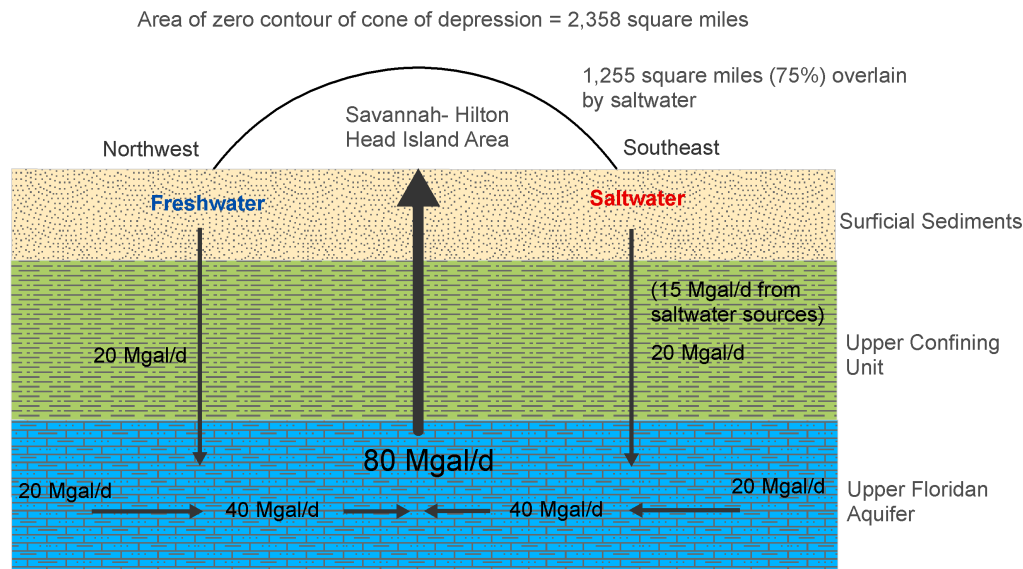 Area of zero contour of cone of depression = 2,358 square miles
1,255 square miles (75%) overlain
by saltwater
Savannah- Hilton
Head Island Area
Northwest
Southeast
Freshwater
Saltwater
Surficial Sediments
(15 Mgal/d from
saltwater sources)
20 Mgal/d
20 Mgal/d
Upper Confining
Unit
80 Mgal/d
20 Mgal/d
40 Mgal/d
40 Mgal/d
20 Mgal/d
Upper Floridan
Aquifer